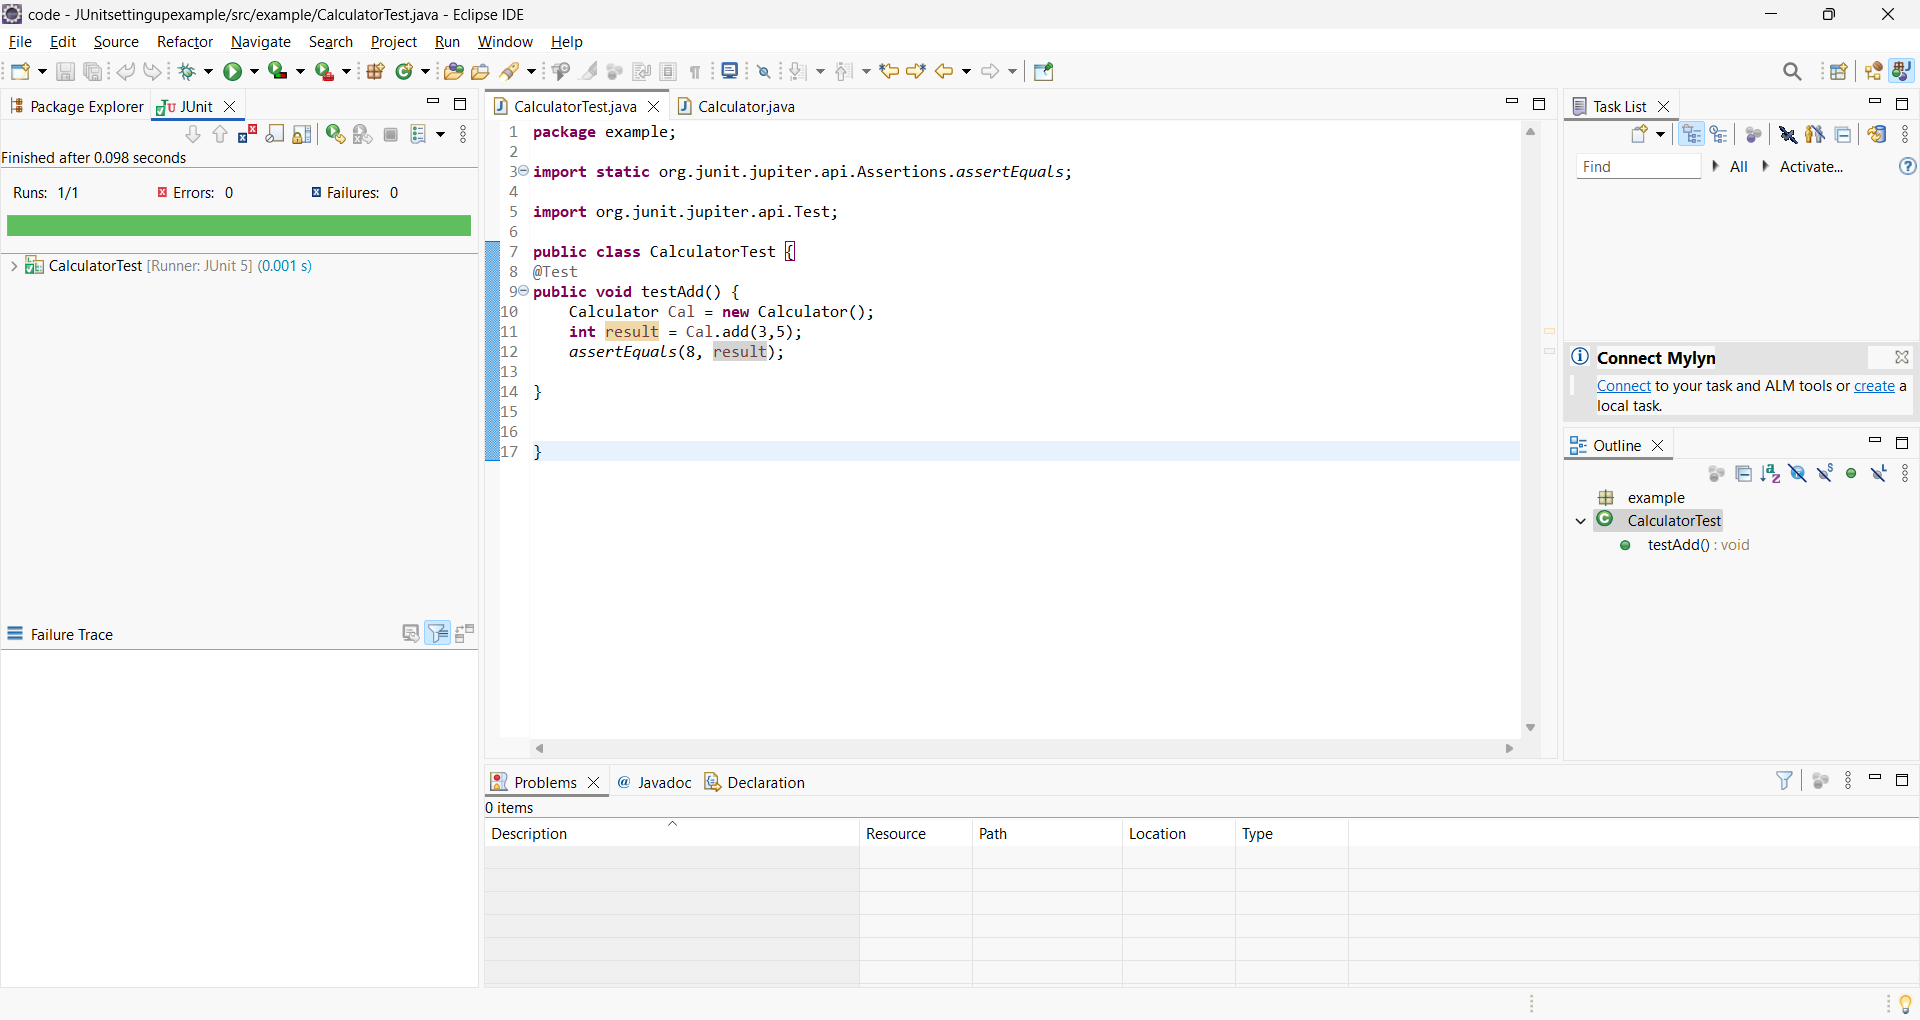 code - JUnitsettingupexample/src/example/CalculatorTest.java - Eclipse IDE
File Edit Source Refactor Navigate Search Project Run Window Help
Package Explorer JUnit
Finished after 0.098 seconds
Runs: 1/1 Errors: 0 Failures: 0
CalculatorTest [Runner: JUnit 5] (0.001 s)
Failure Trace
CalculatorTest.java Calculator.java
1 package example;
2
3 import static org.junit.jupiter.api.Assertions.assertEquals;
4
5 import org.junit.jupiter.api.Test;
6
7 public class CalculatorTest {
8 @Test
9 public void testAdd() {
10 Calculator Cal = new Calculator();
11 int result = Cal.add(3,5);
12 assertEquals(8, result);
13
14 }
15
16
17 }
Task List
Find All Activate...
Connect Mylyn
Connect to your task and ALM tools or create a
local task.
Outline
example
CalculatorTest
testAdd() : void
Problems @ Javadoc Declaration
0 items
Description Resource Path Location Type